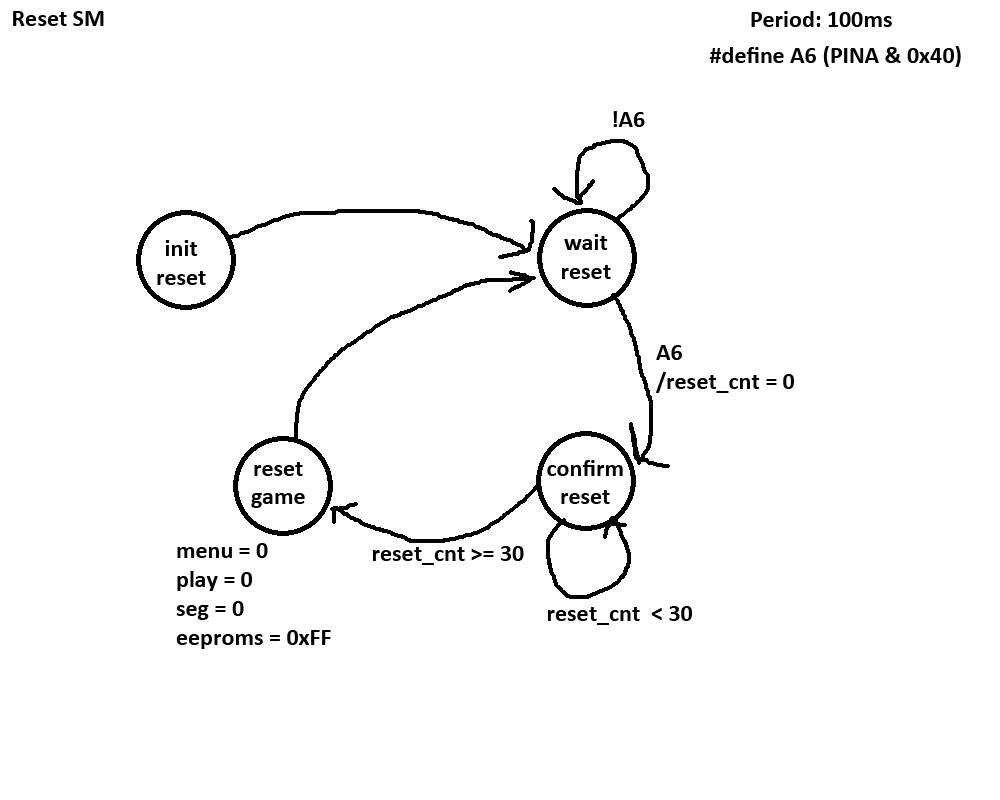 Reset SM
Period: 100ms
#define A6 (PINA & 0x40)
!A6
init
reset
wait
reset
A6
/reset_cnt = 0
reset
game
confirm
reset
menu = 0
play = 0
seg = 0
eeproms = 0xFF
reset_cnt >= 30
reset_cnt  < 30